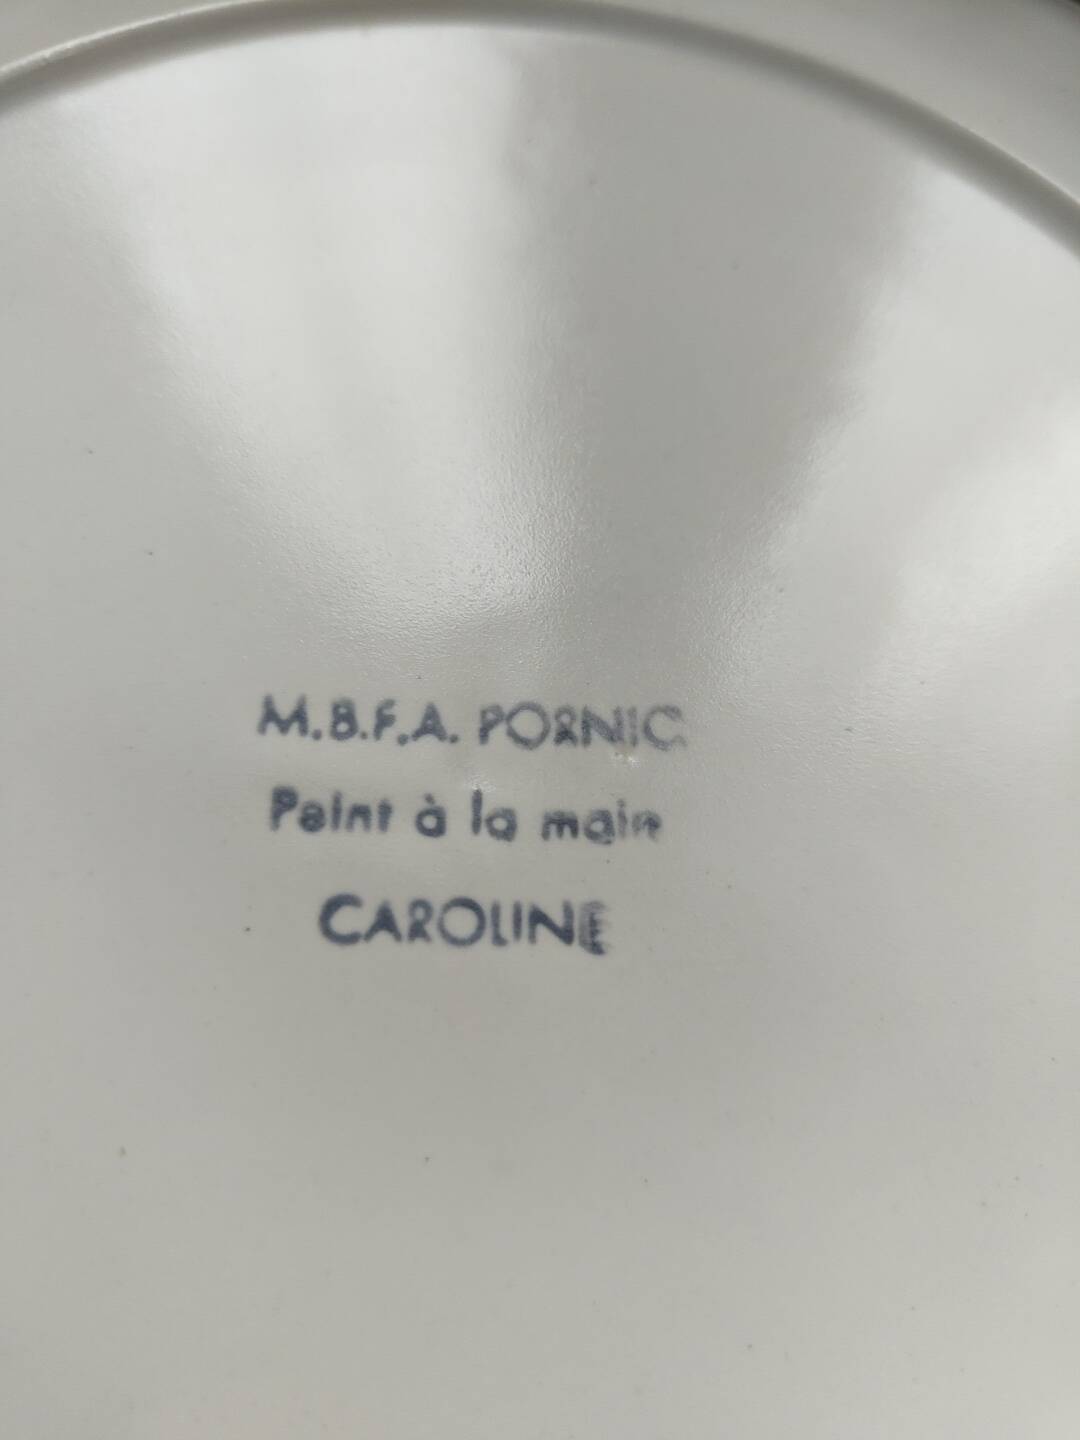 M.B.F.A. PORNIC
Peint à la main
CAROLINE